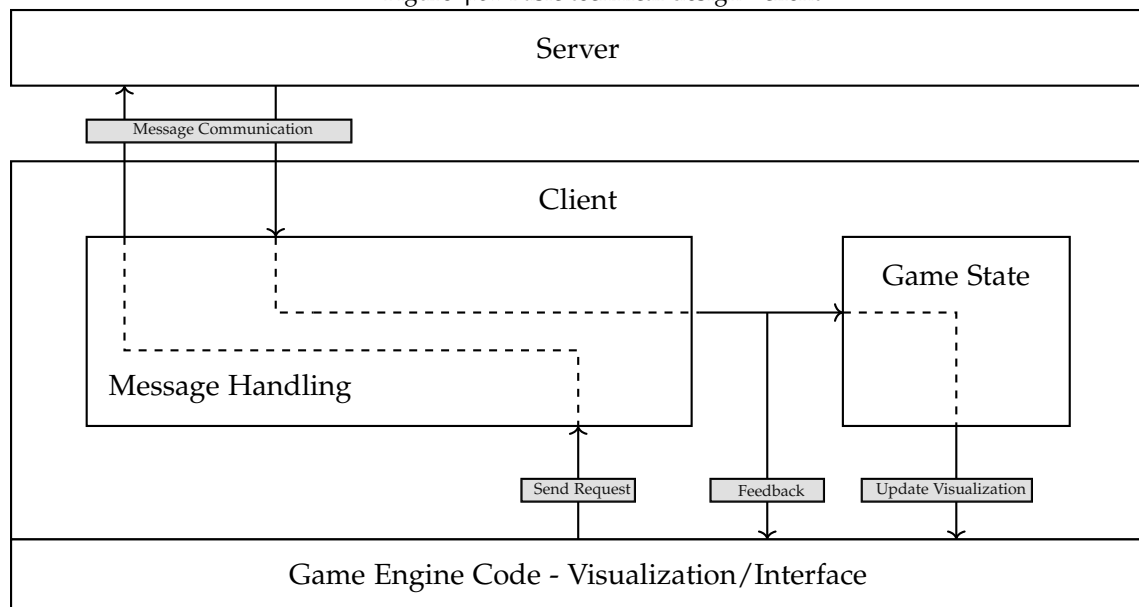 Server
Message Communication
Client
Game State
Message Handling
Send Request
Feedback
Update Visualization
Game Engine Code - Visualization/Interface